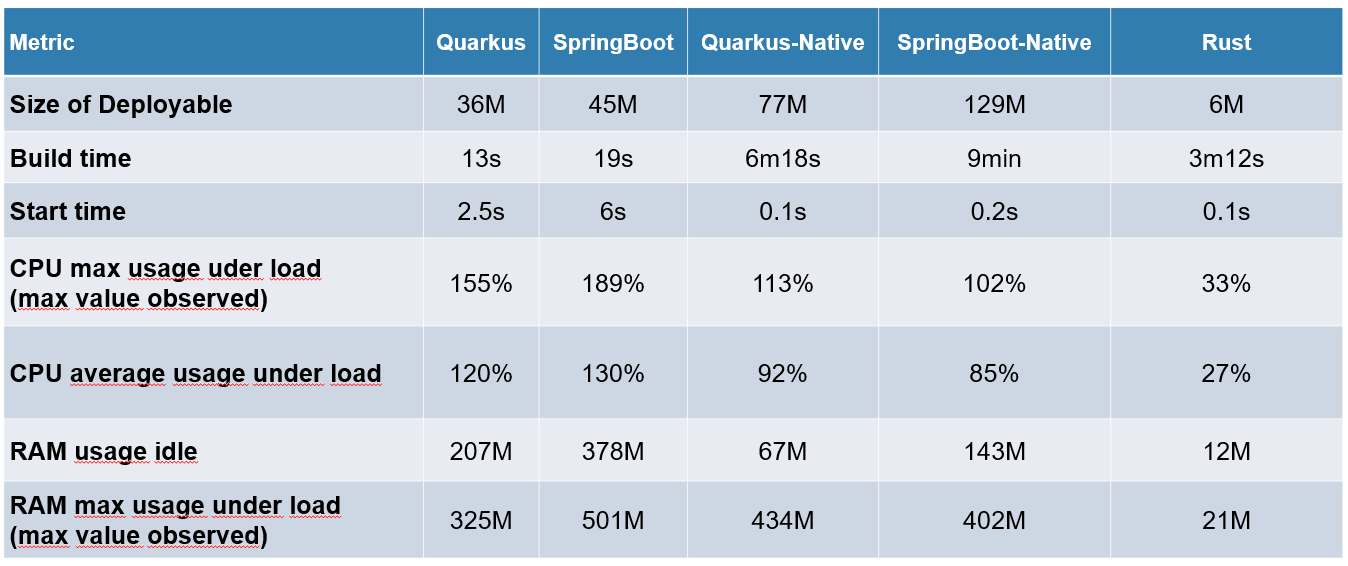 Metric Quarkus SpringBoot Quarkus-Native SpringBoot-Native Rust
Size of Deployable 36M 45M 77M 129M 6M
Build time 13s 19s 6m18s 9min 3m12s
Start time 2.5s 6s 0.1s 0.2s 0.1s
CPU max usage uder load
(max value observed) 155% 189% 113% 102% 33%
CPU average usage under load 120% 130% 92% 85% 27%
RAM usage idle 207M 378M 67M 143M 12M
RAM max usage under load
(max value observed) 325M 501M 434M 402M 21M